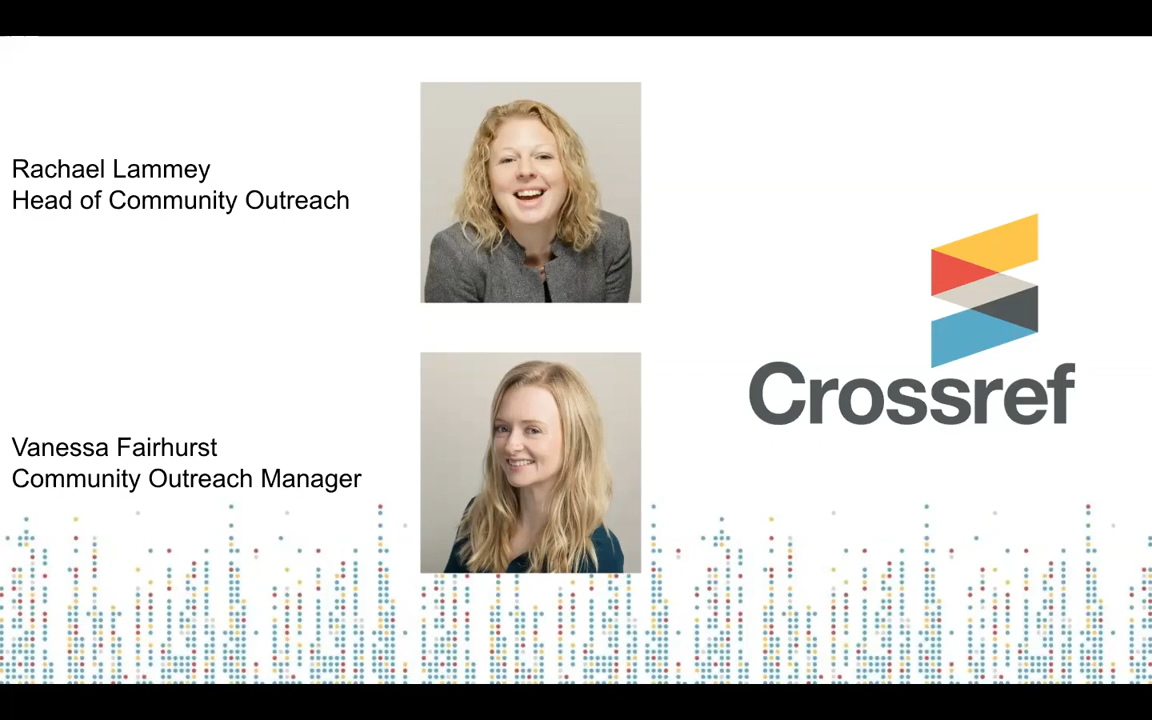 Rachael Lammey
Head of Community Outreach
Vanessa Fairhurst
Community Outreach Manager
Crossref